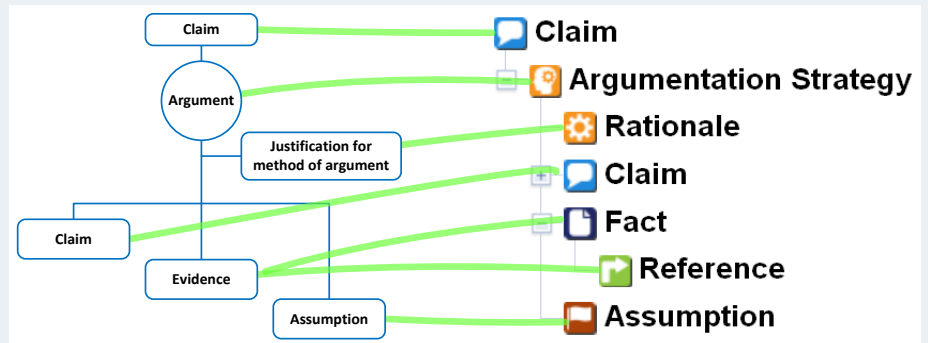 Claim
Argument
Justification for
method of argument
Claim
Evidence
Assumption
Claim
Argumentation Strategy
Rationale
Claim
Fact
Reference
Assumption